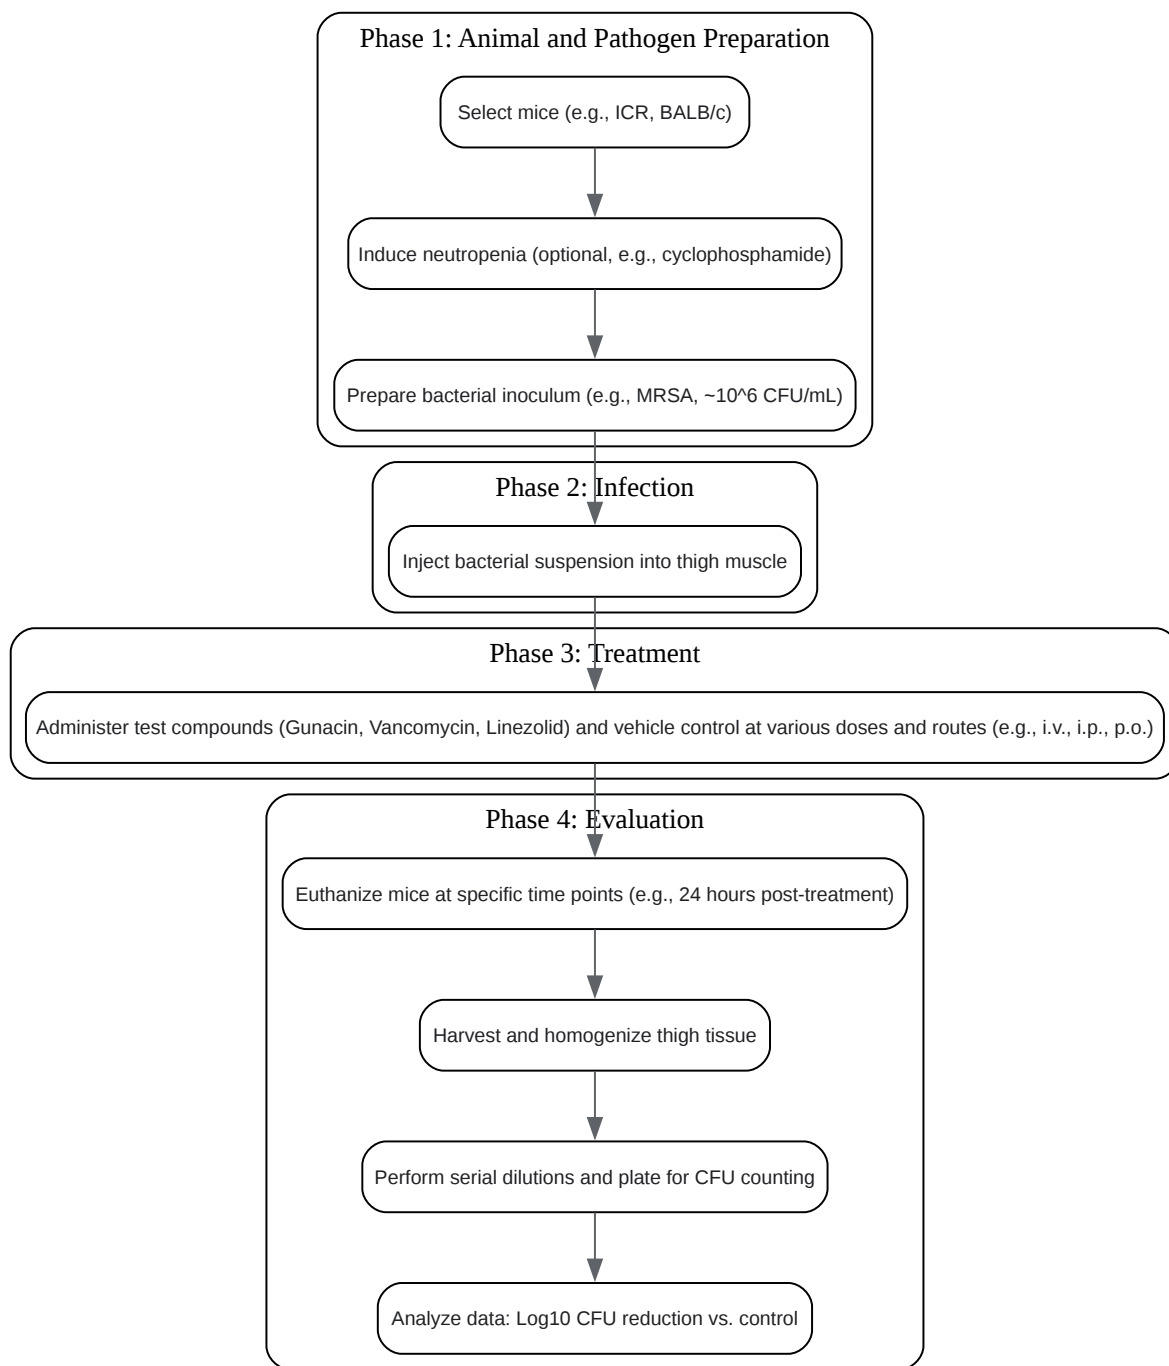 Phase 1: Animal and Pathogen Preparation
Select mice (e.g., ICR, BALB/c)
Induce neutropenia (optional, e.g., cyclophosphamide)
Prepare bacterial inoculum (e.g., MRSA, ~10^6 CFU/mL)
Phase 2: Infection
Inject bacterial suspension into thigh muscle
Phase 3: Treatment
Administer test compounds (Gunacin, Vancomycin, Linezolid) and vehicle control at various doses and routes (e.g., i.v., i.p., p.o.)
Phase 4: Evaluation
Euthanize mice at specific time points (e.g., 24 hours post-treatment)
Harvest and homogenize thigh tissue
Perform serial dilutions and plate for CFU counting
Analyze data: Log10 CFU reduction vs. control